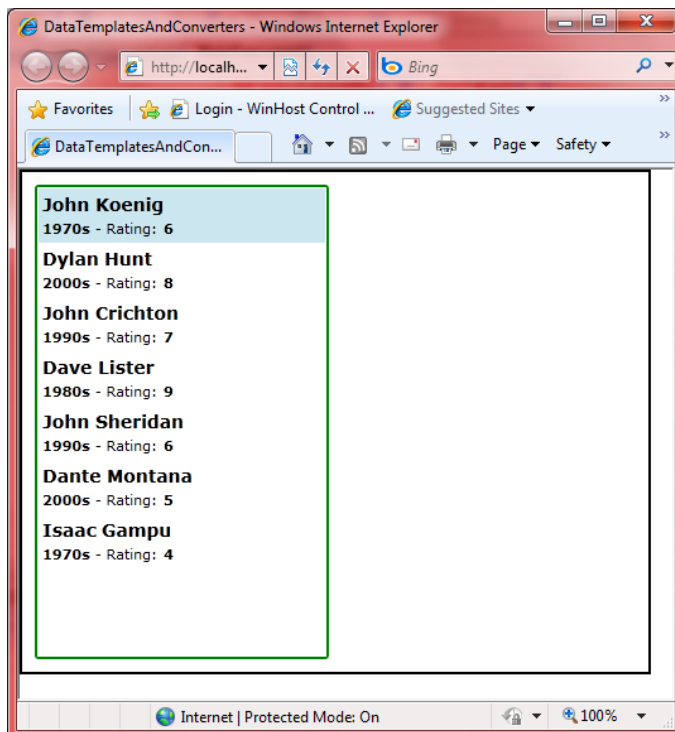 DataTemplatesAndConverters - Windows Internet Explorer
http://localh... Bing
Favorites Login - WinHost Control ... Suggested Sites
DataTemplatesAndCon... Page Safety
John Koenig
1970s - Rating: 6
Dylan Hunt
2000s - Rating: 8
John Crichton
1990s - Rating: 7
Dave Lister
1980s - Rating: 9
John Sheridan
1990s - Rating: 6
Dante Montana
2000s - Rating: 5
Isaac Gampu
1970s - Rating: 4
Internet | Protected Mode: On 100%